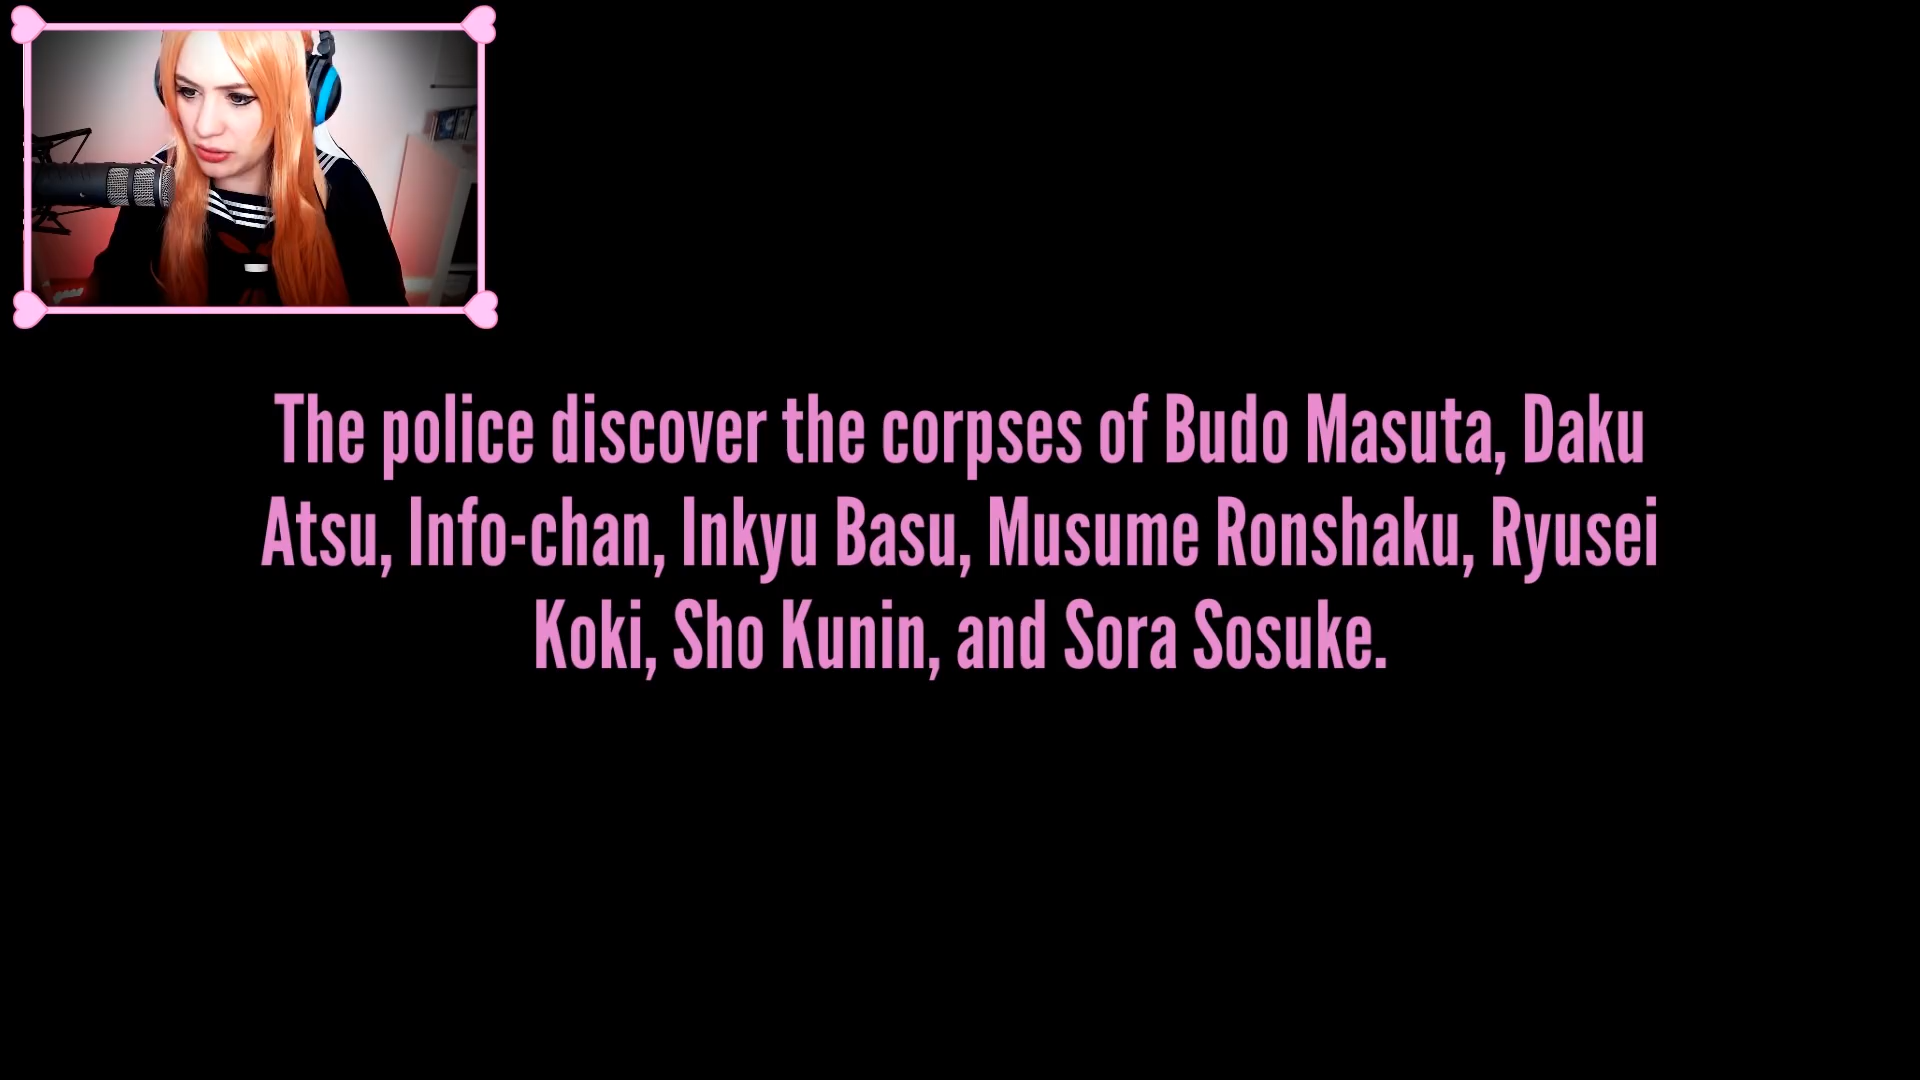 The police discover the corpses of Budo Masuta, Daku
Atsu, Info-chan, Inkyu Basu, Musume Ronshaku, Ryusei
Koki, Sho Kunin, and Sora Sosuke.